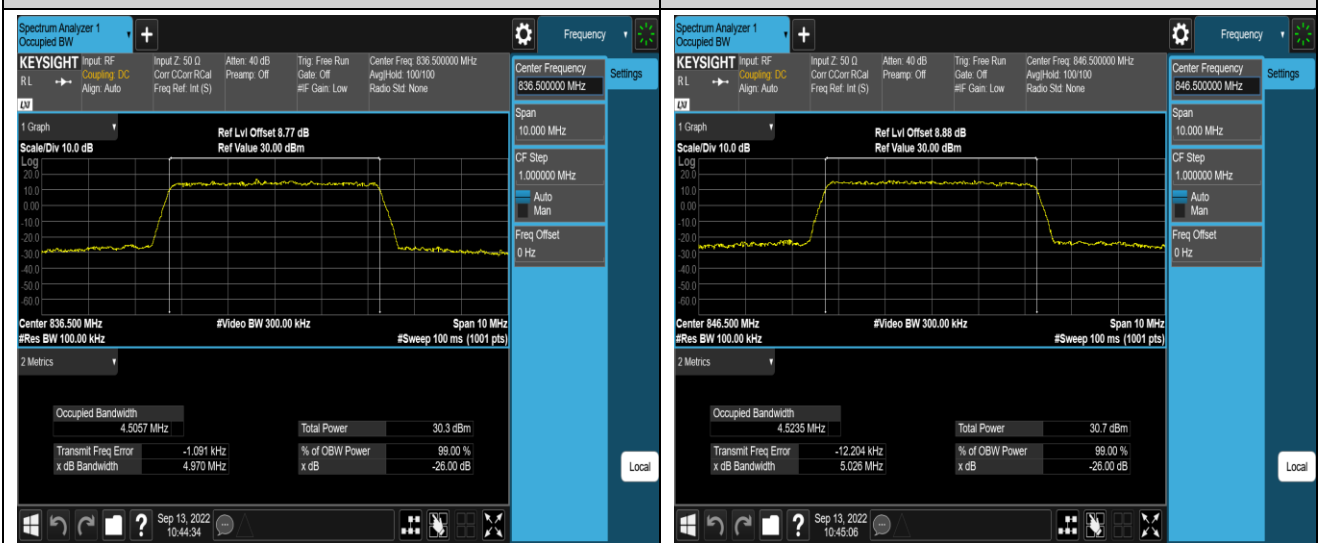 Spectrum Analyzer 1
Occupied BW
Frequency
KEYSIGHT
RL
Input: RF
Coupling: DC
Align: Auto
Input Z: 50 Ω
Corr CCorr RCal
Freq Ref: Int (S)
Atten: 40 dB
Preamp: Off
Trig: Free Run
Gate: Off
#IF Gain: Low
Center Freq: 836.500000 MHz
Avg|Hold: 100/100
Radio Std: None
Center Frequency
836.500000 MHz
Settings
Span
10.000 MHz
CF Step
1.000000 MHz
Auto
Man
Freq Offset
0 Hz
Local
1 Graph
Ref Lvl Offset 8.77 dB
Scale/Div 10.0 dB
Ref Value 30.00 dBm
Log
20.0
10.0
0.00
-10.0
-20.0
-30.0
-40.0
-50.0
-60.0
Center 836.500 MHz
#Video BW 300.00 kHz
Span 10 MHz
#Res BW 100.00 kHz
#Sweep 100 ms (1001 pts)
2 Metrics
Occupied Bandwidth
4.5057 MHz
Total Power 30.3 dBm
Transmit Freq Error -1.091 kHz
% of OBW Power 99.00 %
x dB Bandwidth 4.970 MHz
x dB -26.00 dB
?
Sep 13, 2022
10:44:34
Spectrum Analyzer 1
Occupied BW
Frequency
KEYSIGHT
RL
Input: RF
Coupling: DC
Align: Auto
Input Z: 50 Ω
Corr CCorr RCal
Freq Ref: Int (S)
Atten: 40 dB
Preamp: Off
Trig: Free Run
Gate: Off
#IF Gain: Low
Center Freq: 846.500000 MHz
Avg|Hold: 100/100
Radio Std: None
Center Frequency
846.500000 MHz
Settings
Span
10.000 MHz
CF Step
1.000000 MHz
Auto
Man
Freq Offset
0 Hz
Local
1 Graph
Ref Lvl Offset 8.88 dB
Scale/Div 10.0 dB
Ref Value 30.00 dBm
Log
20.0
10.0
0.00
-10.0
-20.0
-30.0
-40.0
-50.0
-60.0
Center 846.500 MHz
#Video BW 300.00 kHz
Span 10 MHz
#Res BW 100.00 kHz
#Sweep 100 ms (1001 pts)
2 Metrics
Occupied Bandwidth
4.5235 MHz
Total Power 30.7 dBm
Transmit Freq Error -12.204 kHz
% of OBW Power 99.00 %
x dB Bandwidth 5.026 MHz
x dB -26.00 dB
?
Sep 13, 2022
10:45:06